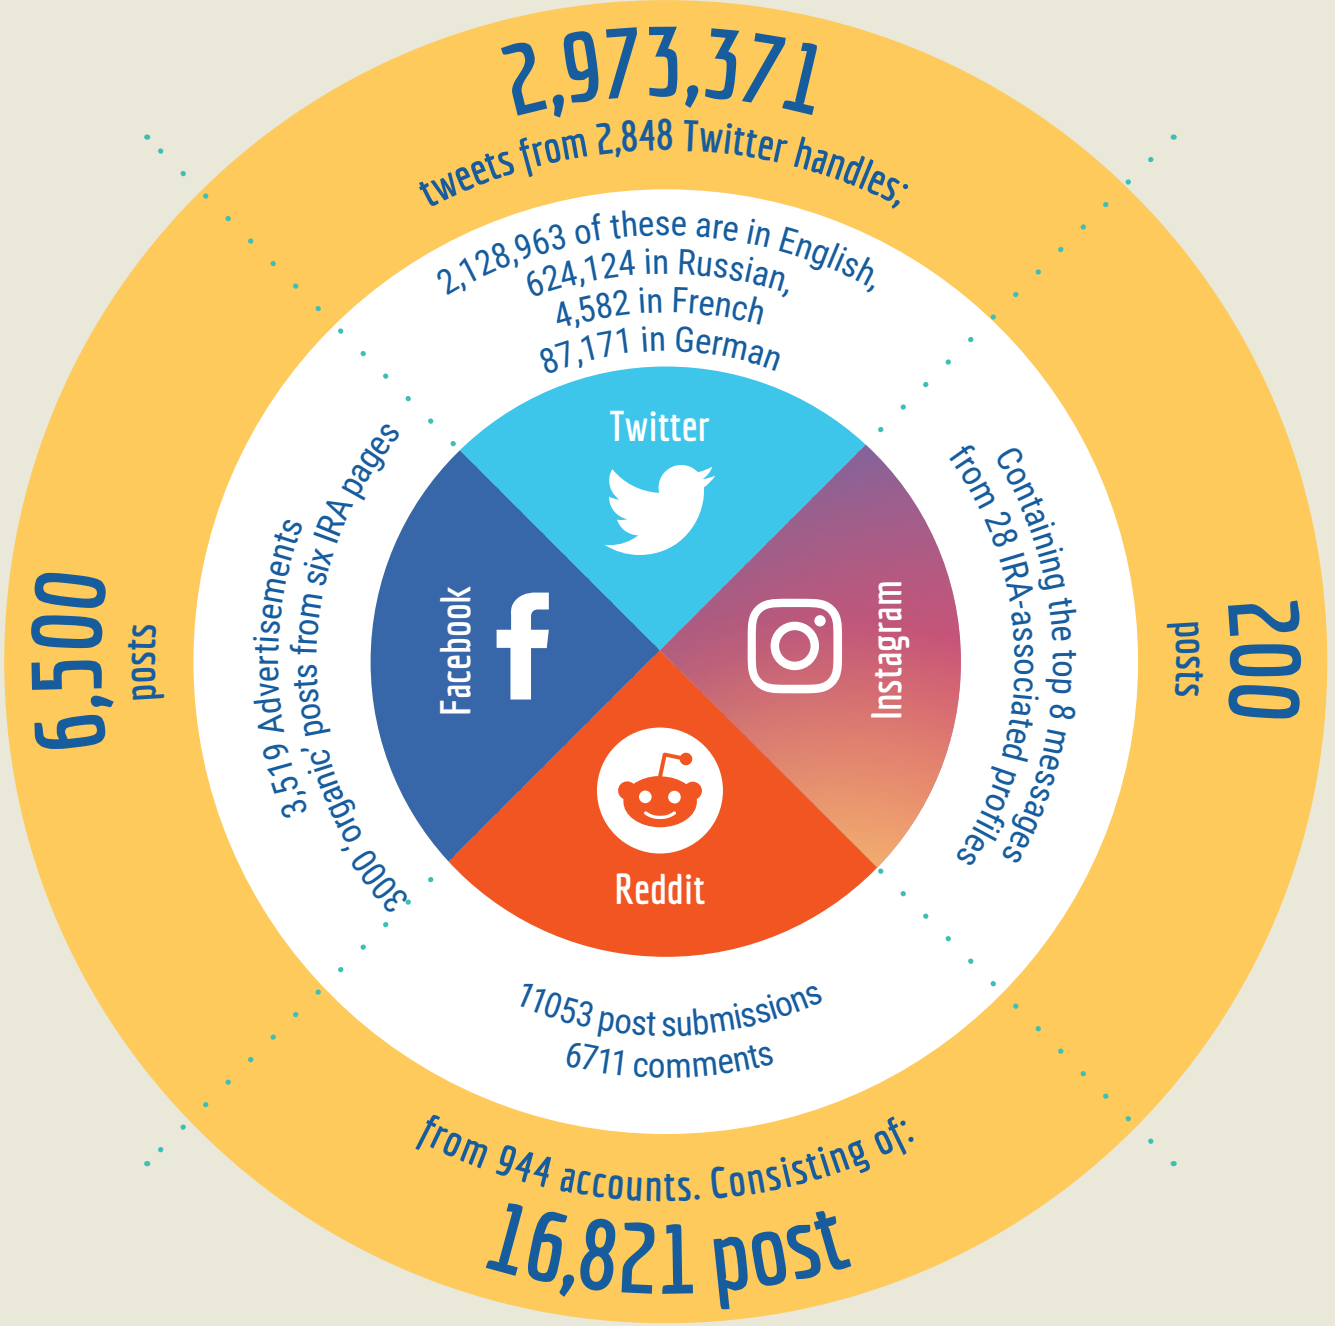 2,973,371
tweets from 2,848 Twitter handles;
2,128,963 of these are in English,
624,124 in Russian,
4,582 in French
87,171 in German
Twitter
6,500
posts
3,519 Advertisements
3000 ‘organic’ posts from six IRA pages
Facebook
Instagram
Containing the top 8 messages
from 28 IRA-associated profiles
200
posts
Reddit
11053 post submissions
6711 comments
from 944 accounts. Consisting of:
16,821 post